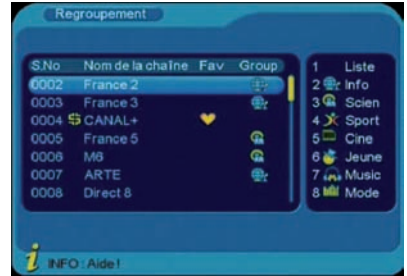 Regroupement
S.No Nom de la chaîne Fav Group
0002 France 2
0003 France 3
0004 $ CANAL+
0005 France 5
0006 M6
0007 ARTE
0008 Direct 8
1 Liste
2 Info
3 Scien
4 Sport
5 Cine
6 Jeune
7 Music
8 Mode
i INFO : Aide !